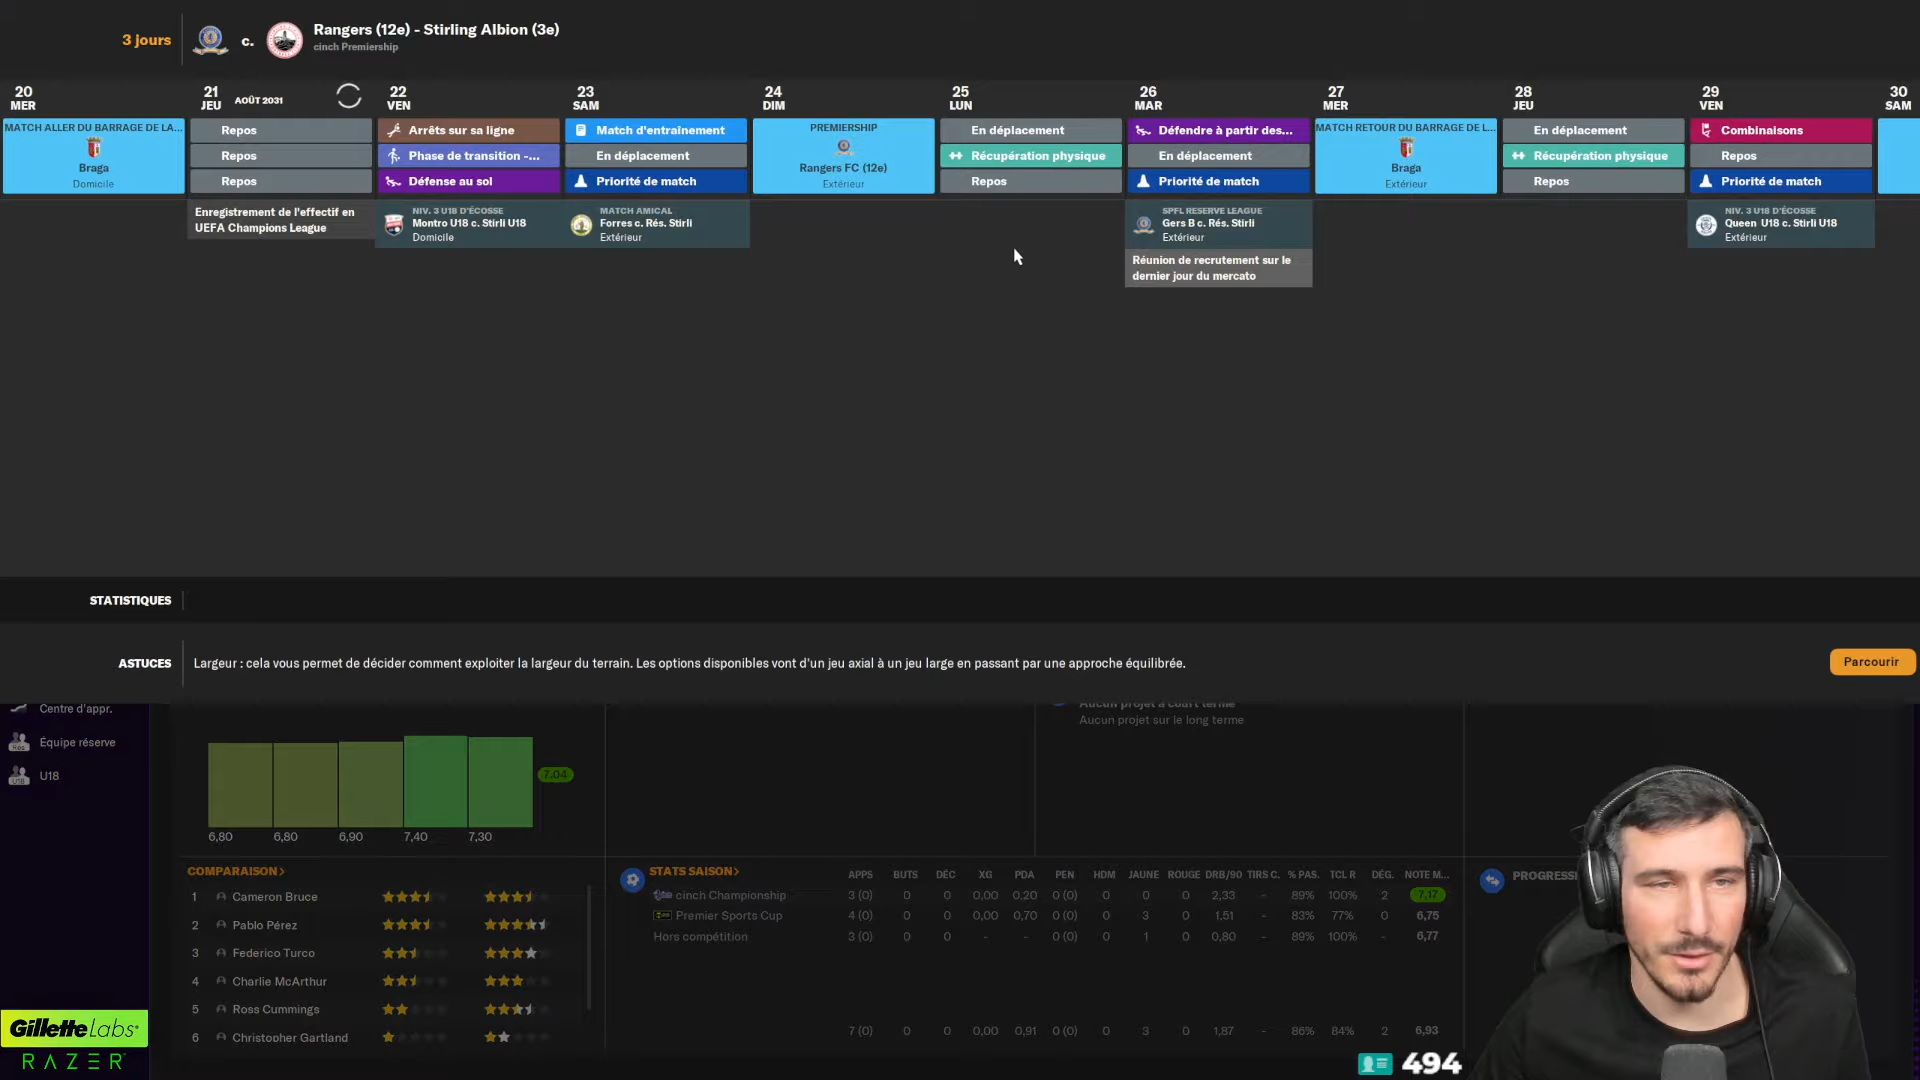 3 jours
c.
Rangers (12e) - Stirling Albion (3e)
cinch Premiership
20
MER
21
JEU
AOÛT 2031
22
VEN
23
SAM
24
DIM
25
LUN
26
MAR
27
MER
28
JEU
29
VEN
30
SAM
MATCH ALLER DU BARRAGE DE LA...
Braga
Domicile
Repos
Repos
Repos
Enregistrement de l'effectif en
UEFA Champions League
Arrêts sur sa ligne
Phase de transition -...
Défense au sol
NIV. 3 U18 D'ÉCOSSE
Montro U18 c. Stirli U18
Domicile
Match d'entraînement
En déplacement
Priorité de match
MATCH AMICAL
Forres c. Rés. Stirli
Extérieur
PREMIERSHIP
Rangers FC (12e)
Extérieur
En déplacement
Récupération physique
Repos
Défendre à partir des...
En déplacement
Priorité de match
SPFL RESERVE LEAGUE
Gers B c. Rés. Stirli
Extérieur
Réunion de recrutement sur le
dernier jour du mercato
MATCH RETOUR DU BARRAGE DE L...
Braga
Extérieur
En déplacement
Récupération physique
Repos
Combinaisons
Repos
Priorité de match
NIV. 3 U18 D'ÉCOSSE
Queen U18 c. Stirli U18
Extérieur
STATISTIQUES
ASTUCES
Largeur : cela vous permet de décider comment exploiter la largeur du terrain. Les options disponibles vont d'un jeu axial à un jeu large en passant par une approche équilibrée.
Parcourir
Centre d'appr.
Équipe réserve
U18
Aucun projet à court terme
Aucun projet sur le long terme
7.04
6,80 6,80 6,90 7,40 7,30
COMPARAISON>
1 Cameron Bruce
2 Pablo Pérez
3 Federico Turco
4 Charlie McArthur
5 Ross Cummings
6 Christopher Gartland
STATS SAISON> APPS BUTS DÉC XG PDA PEN HDM JAUNE ROUGE DRB/90 TIRS C. % PAS. TCL R DÉG. NOTE M...
cinch Championship 3 (0) 0 0 0,00 0,20 0 (0) 0 0 0 2,33 - 89% 100% 2 7,17
Premier Sports Cup 4 (0) 0 0 0,00 0,70 0 (0) 0 3 0 1,51 - 83% 77% 0 6,75
Hors compétition 3 (0) 0 0 - - 0 (0) 0 1 0 0,80 - 89% 100% - 6,77
7 (0) 0 0 0,00 0,91 0 (0) 0 3 0 1,87 - 86% 84% 2 6,93
PROGRESSI
GilletteLabs
RAZER
494